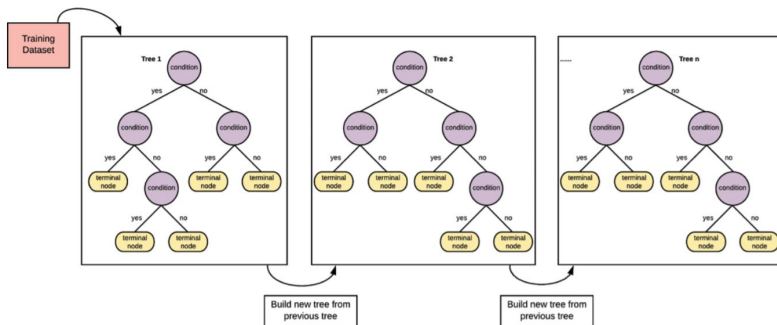 Training
Dataset
Tree 1
condition
yes
no
condition
condition
yes
no
yes
no
terminal
node
condition
terminal
node
terminal
node
yes
no
terminal
node
terminal
node
Tree 2
condition
yes
no
condition
condition
yes
no
yes
no
terminal
node
terminal
node
terminal
node
condition
yes
no
terminal
node
terminal
node
......
Tree n
condition
yes
no
condition
condition
yes
no
yes
no
terminal
node
terminal
node
terminal
node
condition
yes
no
terminal
node
terminal
node
Build new tree from
previous tree
Build new tree from
previous tree